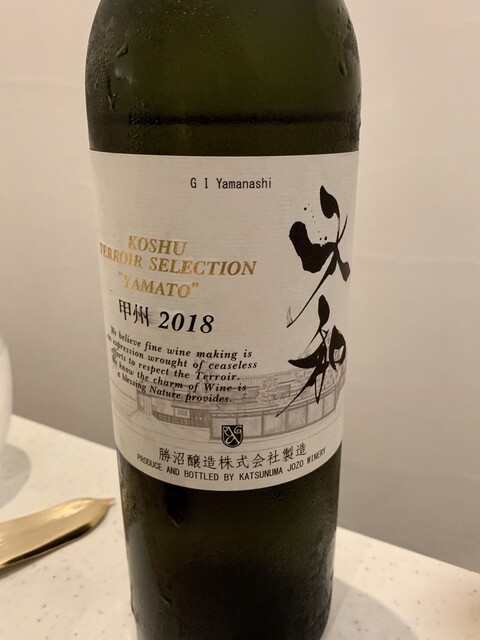 G I Yamanashi
KOSHU
TERROIR SELECTION
"YAMATO"
甲州 2018
大和
We believe fine wine making is
an expression wrought of ceaseless
efforts to respect the Terroir.
We know the charm of Wine is
a blessing Nature provides.
勝沼醸造株式会社製造
PRODUCE AND BOTTLED BY KATSUNUMA JOZO WINERY